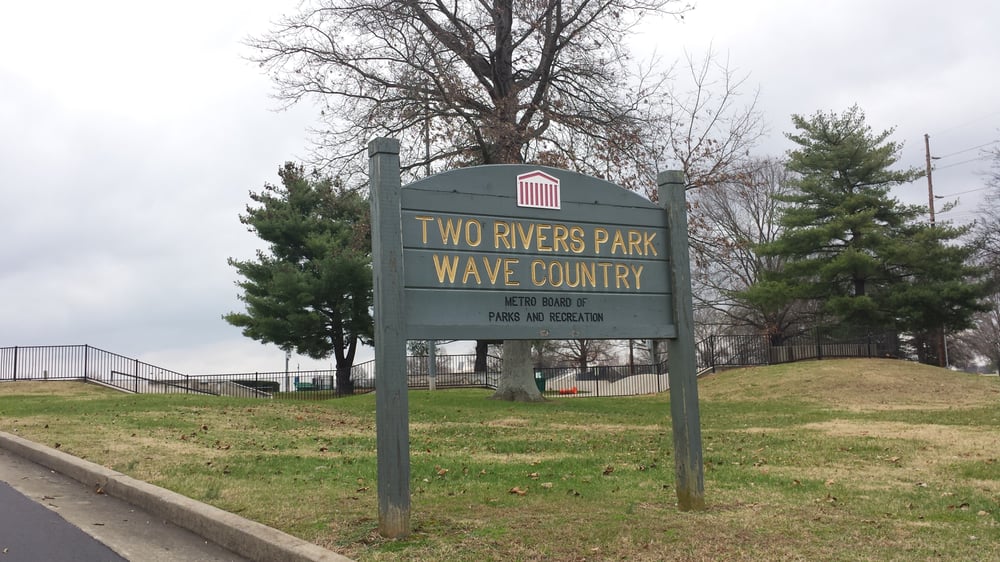 TWO RIVERS PARK
WAVE COUNTRY
METRO BOARD OF
PARKS AND RECREATION